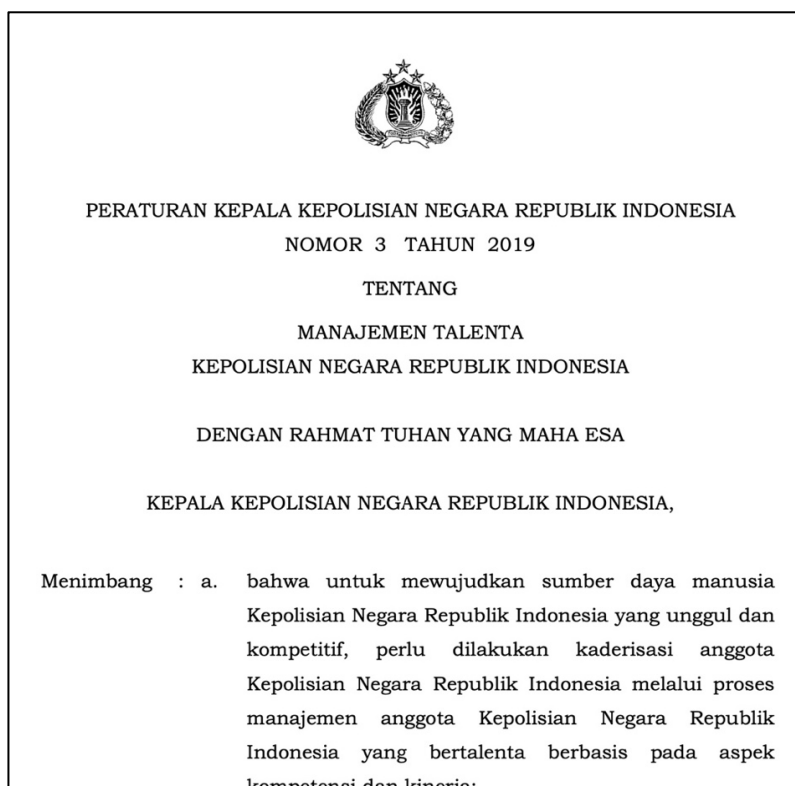 PERATURAN KEPALA KEPOLISIAN NEGARA REPUBLIK INDONESIA
NOMOR 3 TAHUN 2019
TENTANG
MANAJEMEN TALENTA
KEPOLISIAN NEGARA REPUBLIK INDONESIA
DENGAN RAHMAT TUHAN YANG MAHA ESA
KEPALA KEPOLISIAN NEGARA REPUBLIK INDONESIA,
Menimbang : a. bahwa untuk mewujudkan sumber daya manusia
Kepolisian Negara Republik Indonesia yang unggul dan
kompetitif, perlu dilakukan kaderisasi anggota
Kepolisian Negara Republik Indonesia melalui proses
manajemen anggota Kepolisian Negara Republik
Indonesia yang bertalenta berbasis pada aspek
kompetensi dan kinerja;